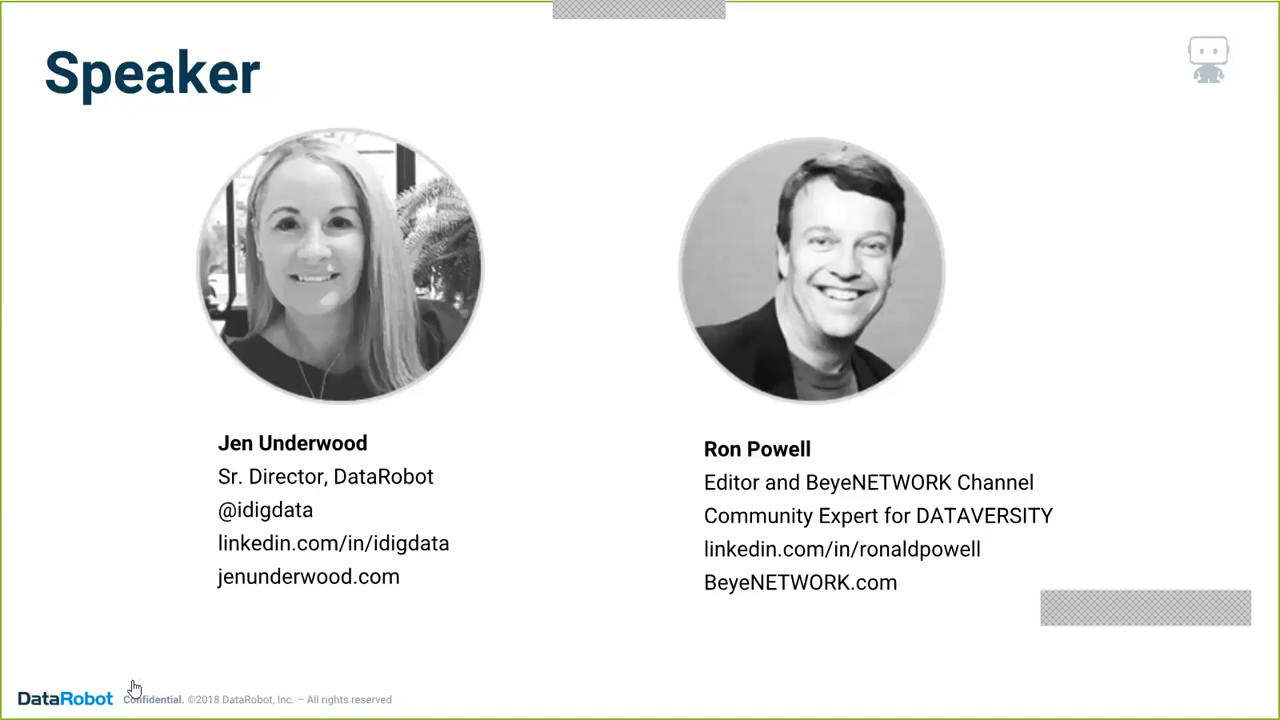 Speaker
Jen Underwood
Sr. Director, DataRobot
@idigdata
linkedin.com/in/idigdata
jenunderwood.com
Ron Powell
Editor and BeyeNETWORK Channel
Community Expert for DATAVERSITY
linkedin.com/in/ronaldpowell
BeyeNETWORK.com
DataRobot Confidential. ©2018 DataRobot, Inc. – All rights reserved